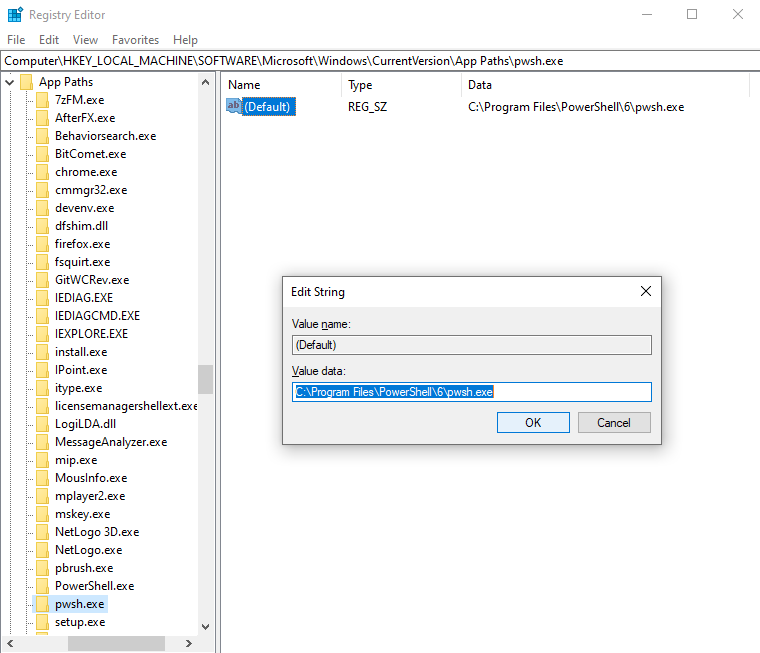 Registry Editor
File Edit View Favorites Help
Computer\HKEY_LOCAL_MACHINE\SOFTWARE\Microsoft\Windows\CurrentVersion\App Paths\pwsh.exe
App Paths
7zFM.exe
AfterFX.exe
Behaviorsearch.exe
BitComet.exe
chrome.exe
cmmgr32.exe
devenv.exe
dfshim.dll
firefox.exe
fsquirt.exe
GitWCRev.exe
IEDIAG.EXE
IEDIAGCMD.EXE
IEXPLORE.EXE
install.exe
IPoint.exe
itype.exe
licensemanagershellext.exe
LogiLDA.dll
MessageAnalyzer.exe
mip.exe
MousInfo.exe
mplayer2.exe
mskey.exe
NetLogo 3D.exe
NetLogo.exe
pbrush.exe
PowerShell.exe
pwsh.exe
setup.exe
Name Type Data
ab (Default) REG_SZ C:\Program Files\PowerShell\6\pwsh.exe
Edit String
Value name:
(Default)
Value data:
C:\Program Files\PowerShell\6\pwsh.exe
OK Cancel